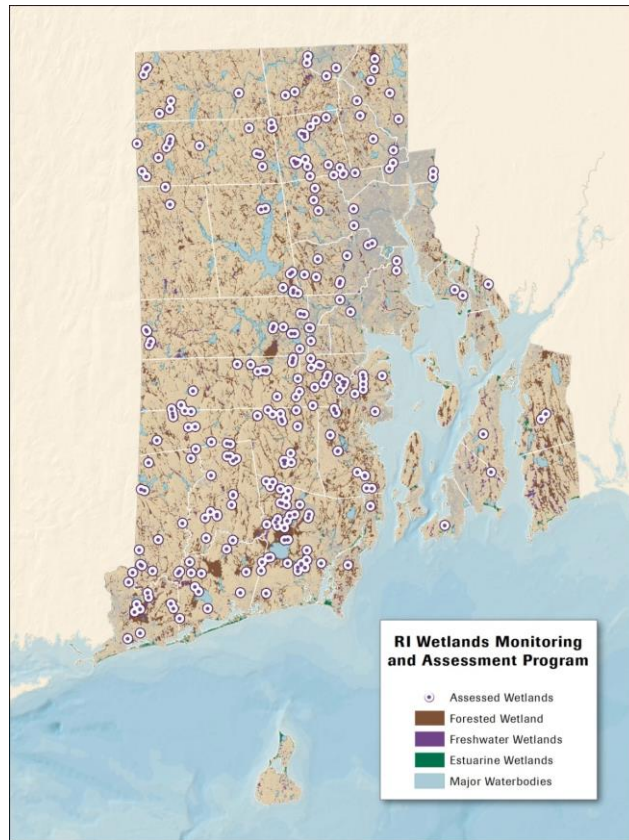 RI Wetlands Monitoring
and Assessment Program
Assessed Wetlands
Forested Wetland
Freshwater Wetlands
Estuarine Wetlands
Major Waterbodies